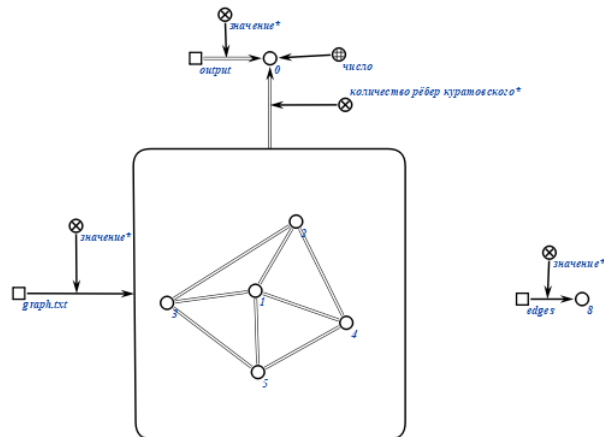 значение*
output
0
число
количество рёбер куратовского*
значение*
graph.txt
2
3
1
4
5
значение*
edges
8